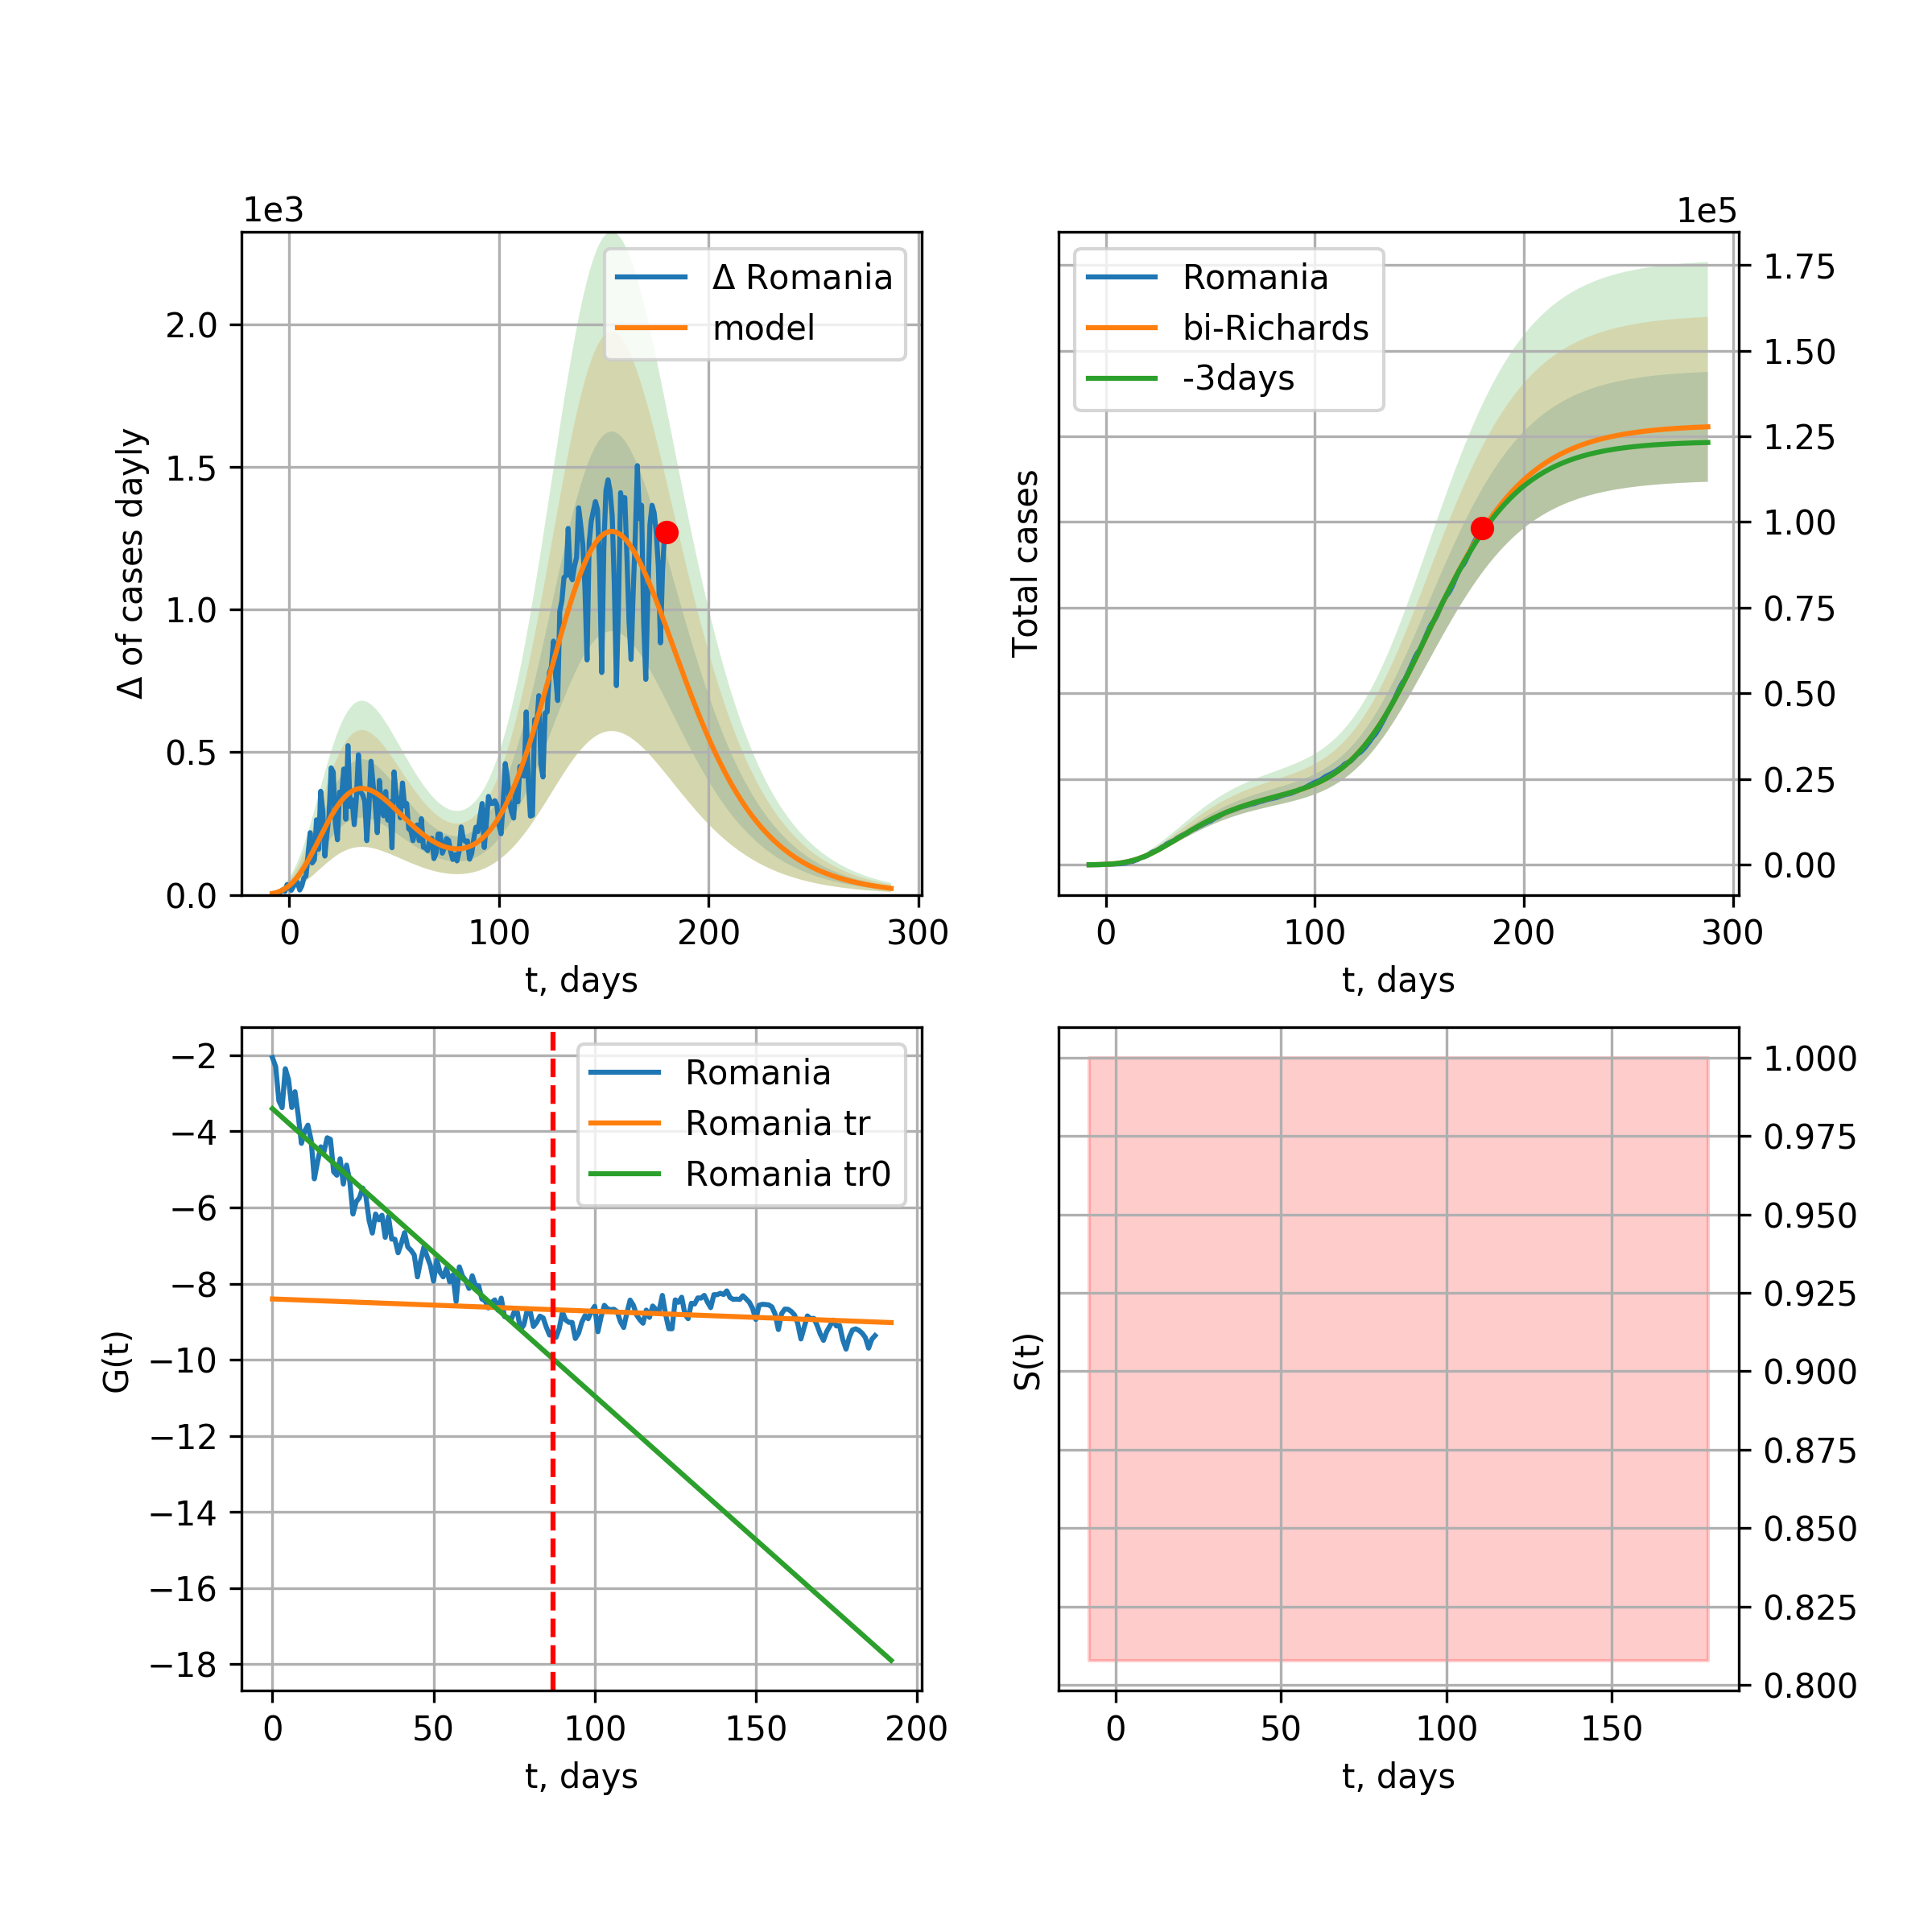 1e3
Δ of cases dayly
2.0
1.5
1.0
0.5
0.0
Δ Romania
model
0 100 200 300
t, days
1e5
Total cases
Romania
bi-Richards
-3days
1.75
1.50
1.25
1.00
0.75
0.50
0.25
0.00
0 100 200 300
t, days
G(t)
−2
−4
−6
−8
−10
−12
−14
−16
−18
Romania
Romania tr
Romania tr0
0 50 100 150 200
t, days
S(t)
1.000
0.975
0.950
0.925
0.900
0.875
0.850
0.825
0.800
0 50 100 150
t, days